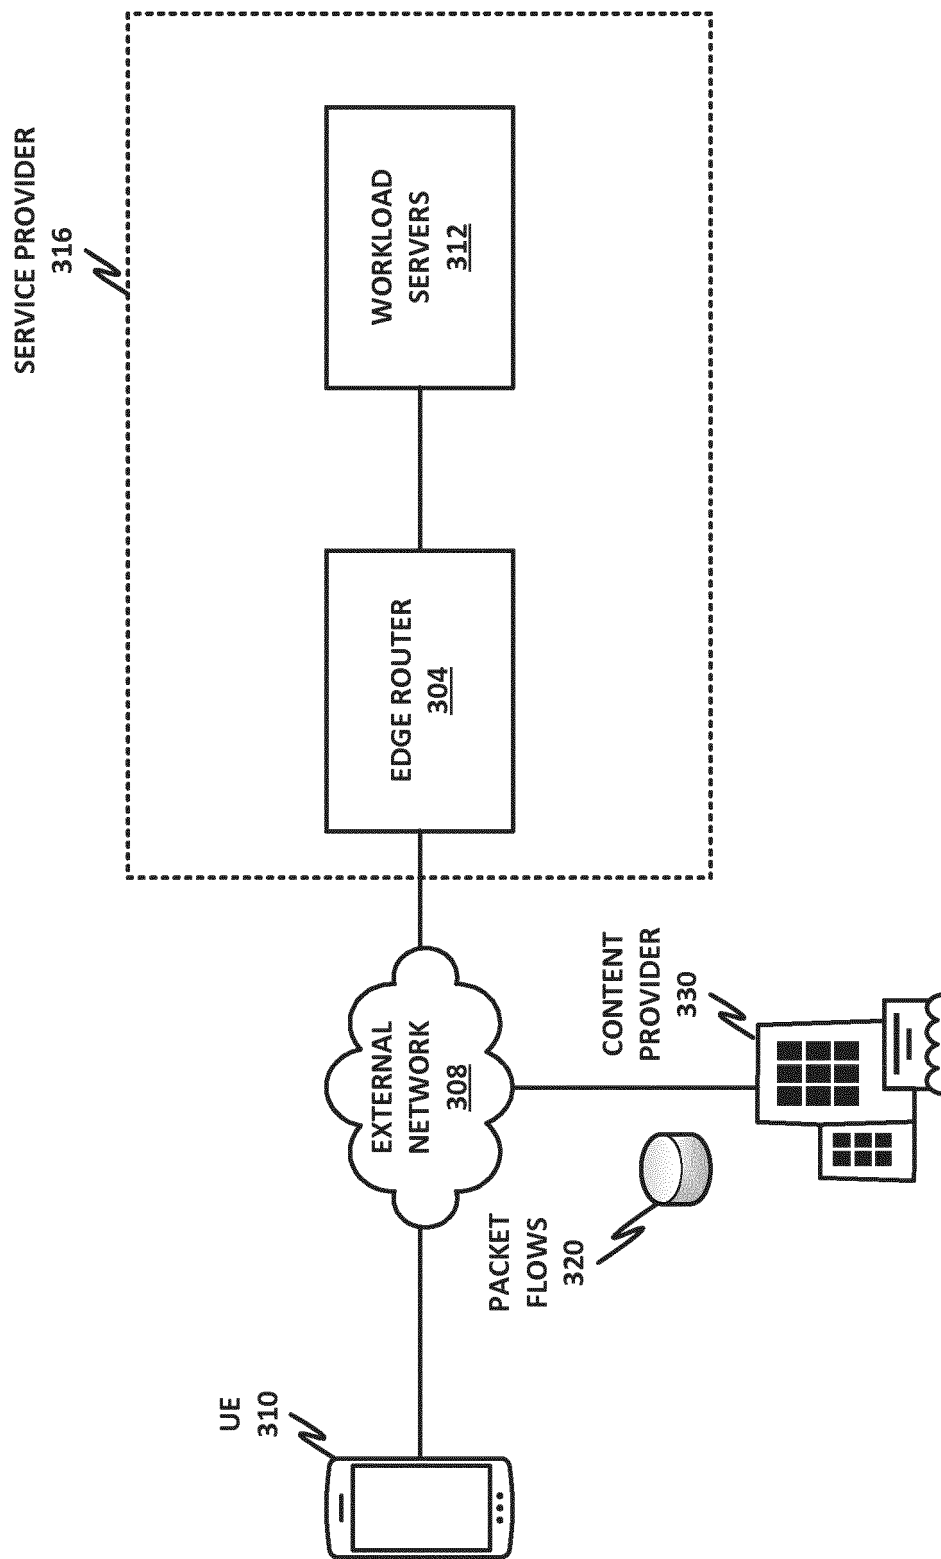 SERVICE PROVIDER
316
WORKLOAD
SERVERS
312
EDGE ROUTER
304
EXTERNAL
NETWORK
308
CONTENT
PROVIDER
330
PACKET
FLOWS
320
UE
310